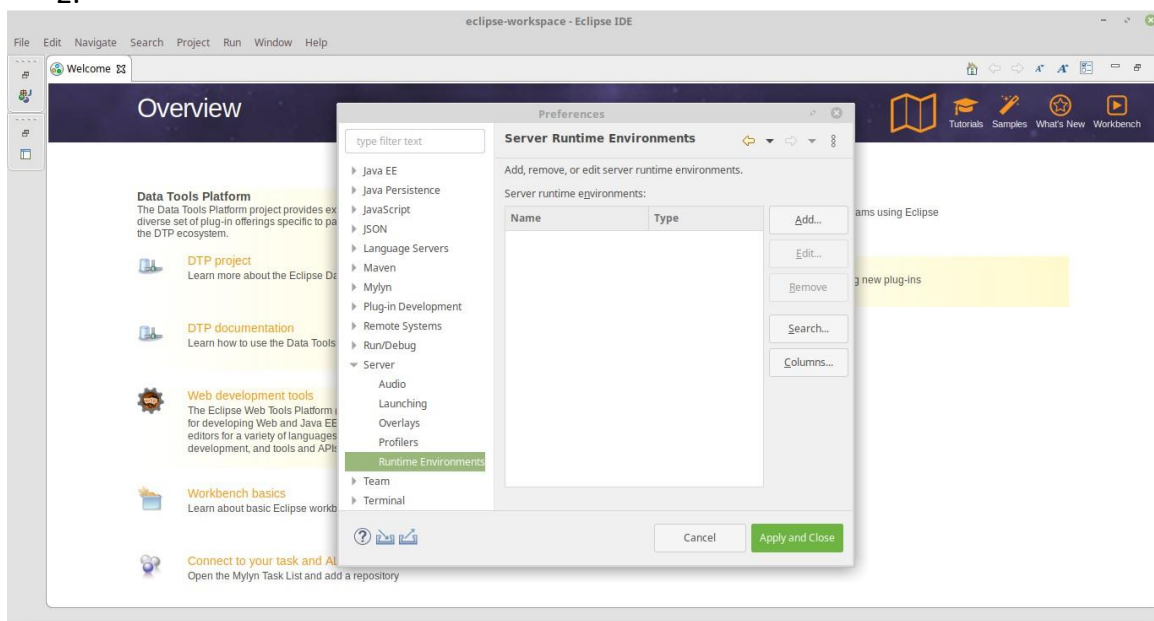 2.
eclipse-workspace - Eclipse IDE
File Edit Navigate Search Project Run Window Help
Welcome
Overview
Tutorials Samples What's New Workbench
Data Tools Platform
The Data Tools Platform project provides ex
diverse set of plug-in offerings specific to pa
the DTP ecosystem.
DTP project
Learn more about the Eclipse Da
DTP documentation
Learn how to use the Data Tools
Web development tools
The Eclipse Web Tools Platform (
for developing Web and Java EE
editors for a variety of languages
development, and tools and APIs
Workbench basics
Learn about basic Eclipse workb
Connect to your task and AL
Open the Mylyn Task List and add a repository
ams using Eclipse
g new plug-ins
Preferences
type filter text
Java EE
Java Persistence
JavaScript
JSON
Language Servers
Maven
Mylyn
Plug-in Development
Remote Systems
Run/Debug
Server
Audio
Launching
Overlays
Profilers
Runtime Environments
Team
Terminal
Server Runtime Environments
Add, remove, or edit server runtime environments.
Server runtime environments:
Name Type
Add...
Edit...
Remove
Search...
Columns...
Cancel
Apply and Close